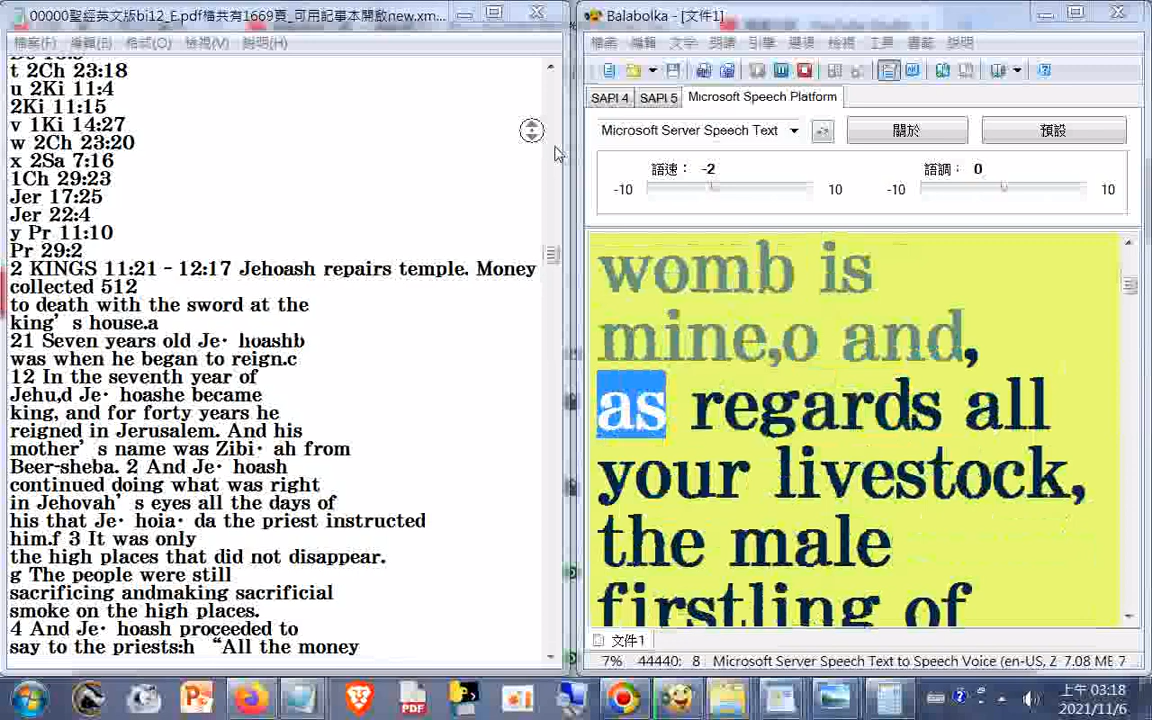 00000聖經英文版bi12_E.pdf檔共有1669頁_可用記事本開啟new.xm...
檔案(F) 編輯(E) 格式(O) 檢視(V) 說明(H)
t 2Ch 23:18
u 2Ki 11:4
2Ki 11:15
v 1Ki 14:27
w 2Ch 23:20
x 2Sa 7:16
1Ch 29:23
Jer 17:25
Jer 22:4
y Pr 11:10
Pr 29:2
2 KINGS 11:21 - 12:17 Jehoash repairs temple. Money
collected 512
to death with the sword at the
king’s house.a
21 Seven years old Je·hoashb
was when he began to reign.c
12 In the seventh year of
Jehu,d Je·hoashe became
king, and for forty years he
reigned in Jerusalem. And his
mother’s name was Zibi·ah from
Beer-sheba. 2 And Je·hoash
continued doing what was right
in Jehovah’s eyes all the days of
his that Je·hoia·da the priest instructed
him.f 3 It was only
the high places that did not disappear.
g The people were still
sacrificing andmaking sacrificial
smoke on the high places.
4 And Je·hoash proceeded to
say to the priests:h “All the money
Balabolka - [文件1]
檔案 編輯 文字 朗讀 引擎 選項 檢視 工具 書籤 說明
SAPI 4 SAPI 5 Microsoft Speech Platform
Microsoft Server Speech Text 關於 預設
語速： -2 語調： 0
-10 10 -10 10
womb is
mine,o and,
as regards all
your livestock,
the male
firstling of
文件1
7% 44440: 8 Microsoft Server Speech Text to Speech Voice (en-US, Z 7.08 MB 7
PDF
上午 03:18
2021/11/6